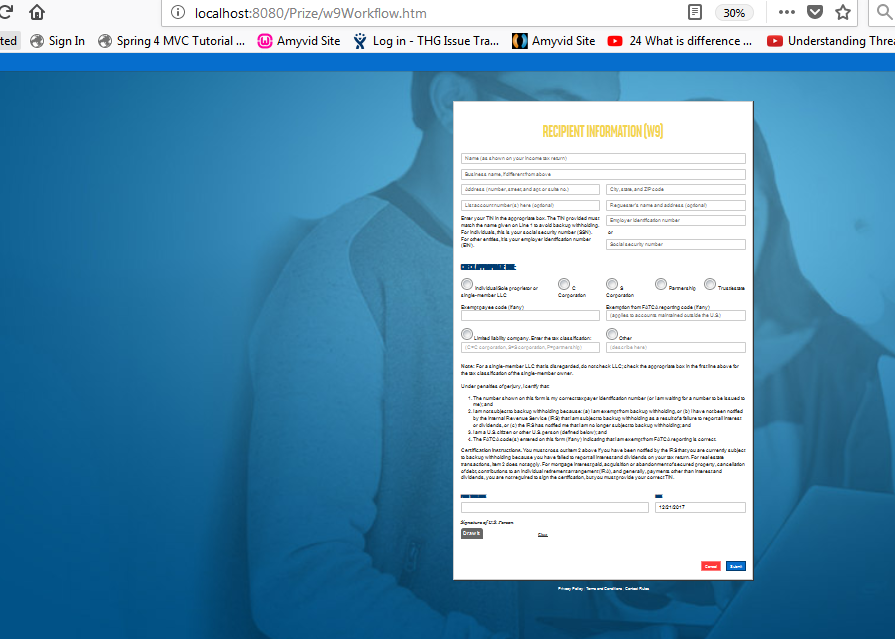 localhost:8080/Prize/w9Workflow.htm
30%
ted Sign In Spring 4 MVC Tutorial ... Amyvid Site Log in - THG Issue Tra... Amyvid Site 24 What is difference ... Understanding Threa
RECIPIENT INFORMATION (W9)
Name (as shown on your income tax return)
Business name, if different from above
Address (number, street, and apt. or suite no.) City, state, and ZIP code
List account number(s) here (optional) Requester's name and address (optional)
Enter your TIN in the appropriate box. The TIN provided must
match the name given on Line 1 to avoid backup withholding.
For individuals, this is your social security number (SSN).
For other entities, it is your employer identification number
(EIN).
Employer identification number
or
Social security number
Individual/Sole proprietor or
single-member LLC
C
Corporation
S
Corporation
Partnership
Trust/estate
Exempt payee code (if any)
Exemption from FATCA reporting code (if any)
(applies to accounts maintained outside the U.S.)
Limited liability company. Enter the tax classification:
(C=C corporation, S=S corporation, P=partnership)
Other
(describe here)
Note: For a single-member LLC that is disregarded, do not check LLC; check the appropriate box in the first line above for
the tax classification of the single-member owner.
Under penalties of perjury, I certify that:
1. The number shown on this form is my correct taxpayer identification number (or I am waiting for a number to be issued to
me); and
2. I am not subject to backup withholding because: (a) I am exempt from backup withholding, or (b) I have not been notified
by the Internal Revenue Service (IRS) that I am subject to backup withholding as a result of a failure to report all interest
or dividends, or (c) the IRS has notified me that I am no longer subject to backup withholding; and
3. I am a U.S. citizen or other U.S. person (defined below); and
4. The FATCA code(s) entered on this form (if any) indicating that I am exempt from FATCA reporting is correct.
Certification instructions. You must cross out item 2 above if you have been notified by the IRS that you are currently subject
to backup withholding because you have failed to report all interest and dividends on your tax return. For real estate
transactions, item 2 does not apply. For mortgage interest paid, acquisition or abandonment of secured property, cancellation
of debt, contributions to an individual retirement arrangement (IRA), and generally, payments other than interest and
dividends, you are not required to sign the certification, but you must provide your correct TIN.
12/21/2017
Signature of U.S. Person
Draw It
Clear
Cancel Submit
Privacy Policy Terms and Conditions Contest Rules